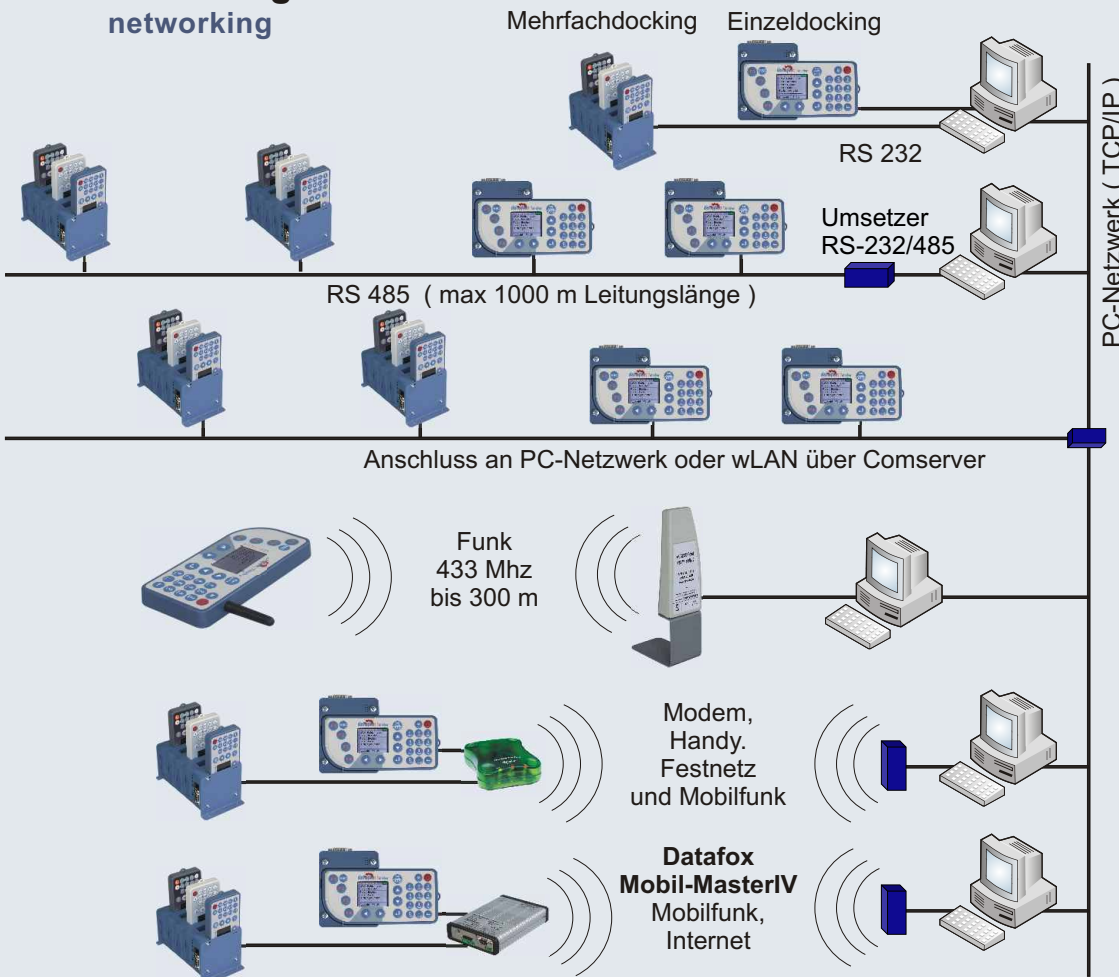 networking
Mehrfachdocking
Einzeldocking
RS 232
Umsetzer
RS-232/485
RS 485 ( max 1000 m Leitungslänge )
Anschluss an PC-Netzwerk oder wLAN über Comserver
PC-Netzwerk ( TCP/IP )
Funk
433 Mhz
bis 300 m
Modem,
Handy.
Festnetz
und Mobilfunk
Datafox
Mobil-MasterIV
Mobilfunk,
Internet